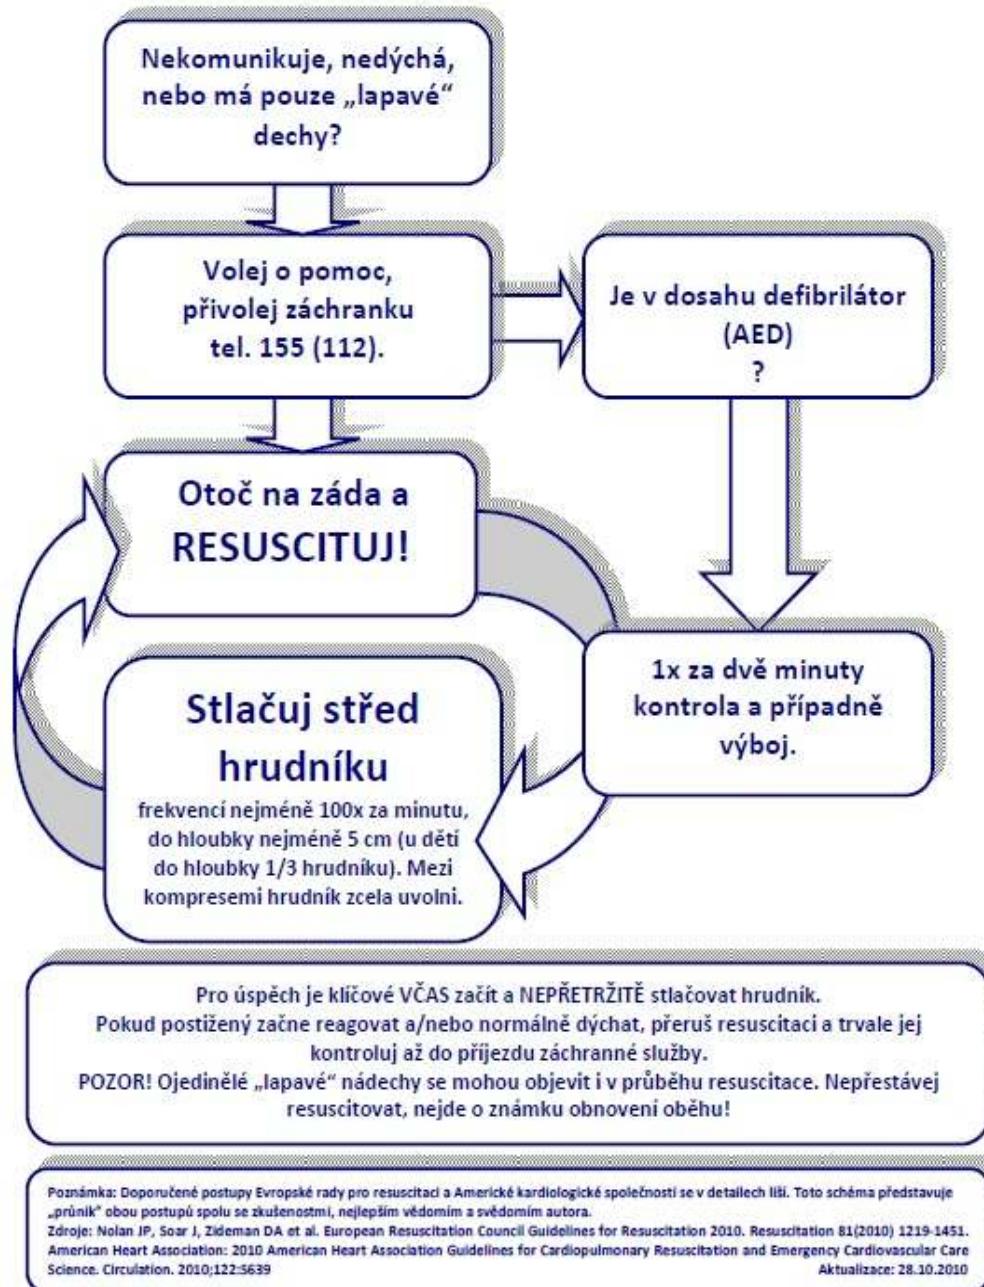 Nekomunikuje, nedýchá,
nebo má pouze „lapavé“
dechy?
Volej o pomoc,
přivolej záchranku
tel. 155 (112).
Je v dosahu defibrilátor
(AED)
?
Otoč na záda a
RESUSCITUJ!
1x za dvě minuty
kontrola a případně
výboj.
Stlačuj střed
hrudníku
frekvencí nejméně 100x za minutu,
do hloubky nejméně 5 cm (u dětí
do hloubky 1/3 hrudníku). Mezi
kompresemi hrudník zcela uvolni.
Pro úspěch je klíčové VČAS začít a NEPŘETRŽITĚ stlačovat hrudník.
Pokud postižený začne reagovat a/nebo normálně dýchat, přeruš resuscitaci a trvale jej
kontroluj až do příjezdu záchranné služby.
POZOR! Ojedinělé „lapavé“ nádechy se mohou objevit i v průběhu resuscitace. Nepřestávej
resuscitovat, nejde o známku obnovení oběhu!
Poznámka: Doporučené postupy Evropské rady pro resuscitaci a Americké kardiologické společnosti se v detailech liší. Toto schéma představuje
„průnik“ obou postupů spolu se zkušenostmi, nejlepším vědomím a svědomím autora.
Zdroje: Nolan JP, Soar J, Zideman DA et al. European Resuscitation Council Guidelines for Resuscitation 2010. Resuscitation 81(2010) 1219-1451.
American Heart Association: 2010 American Heart Association Guidelines for Cardiopulmonary Resuscitation and Emergency Cardiovascular Care
Science. Circulation. 2010;122:S639 Aktualizace: 28.10.2010